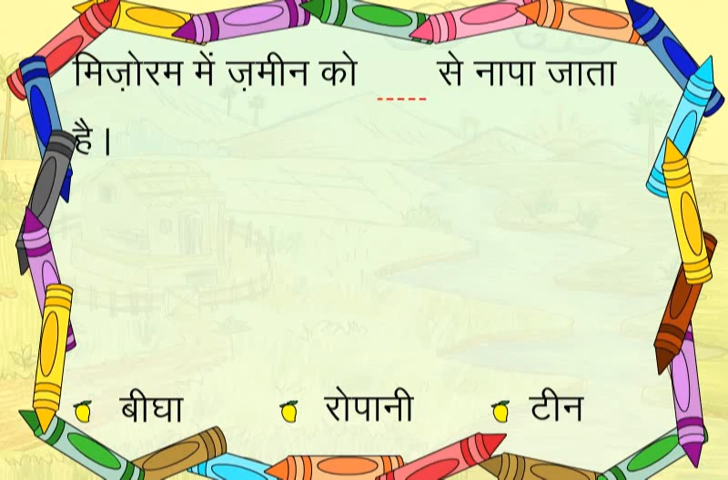 मिज़ोरम में ज़मीन को ----- से नापा जाता
है।
बीघा रोपानी टीन